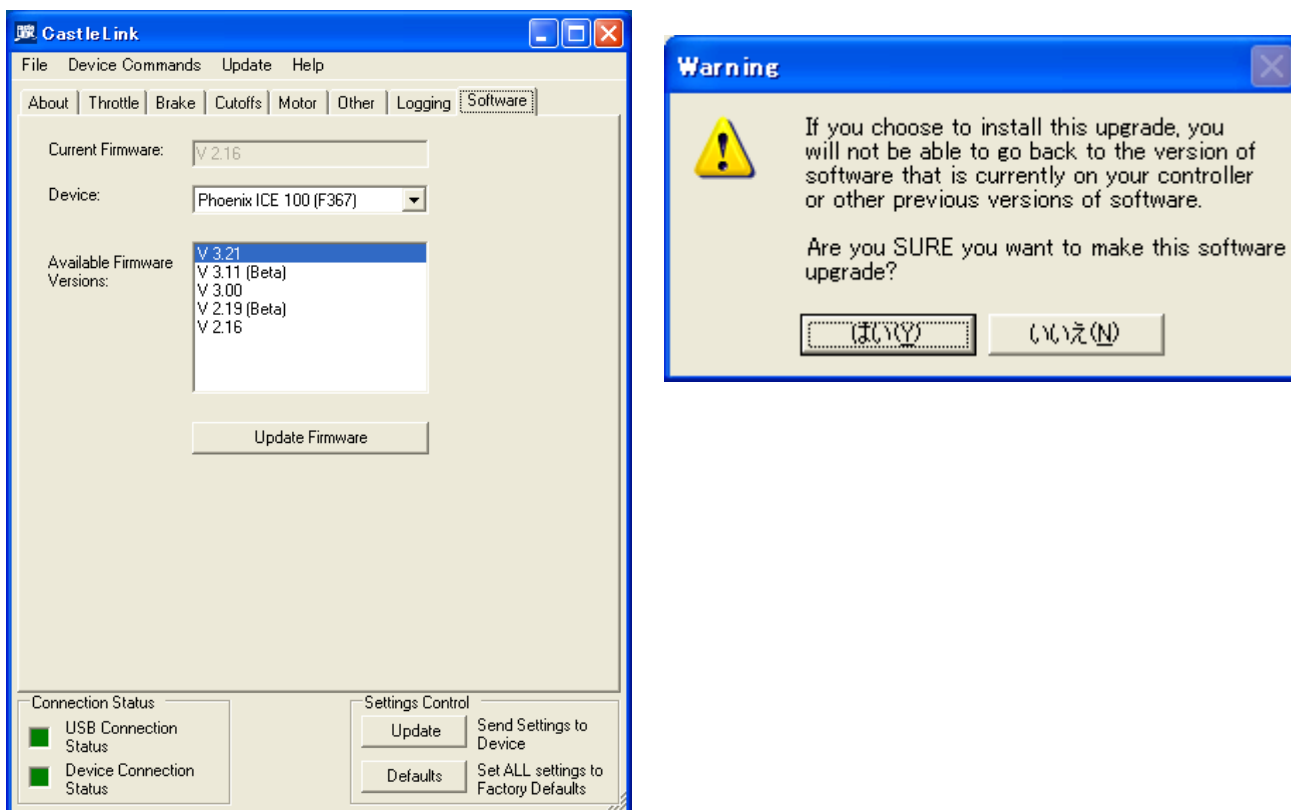 CastleLink
File Device Commands Update Help
About Throttle Brake Cutoffs Motor Other Logging Software
Current Firmware: V 2.16
Device: Phoenix ICE 100 (F367)
Available Firmware
Versions:
V 3.21
V 3.11 (Beta)
V 3.00
V 2.19 (Beta)
V 2.16
Update Firmware
Connection Status
USB Connection
Status
Device Connection
Status
Settings Control
Update
Send Settings to
Device
Defaults
Set ALL settings to
Factory Defaults
Warning
If you choose to install this upgrade, you
will not be able to go back to the version of
software that is currently on your controller
or other previous versions of software.
Are you SURE you want to make this software
upgrade?
はい(Y) いいえ(N)